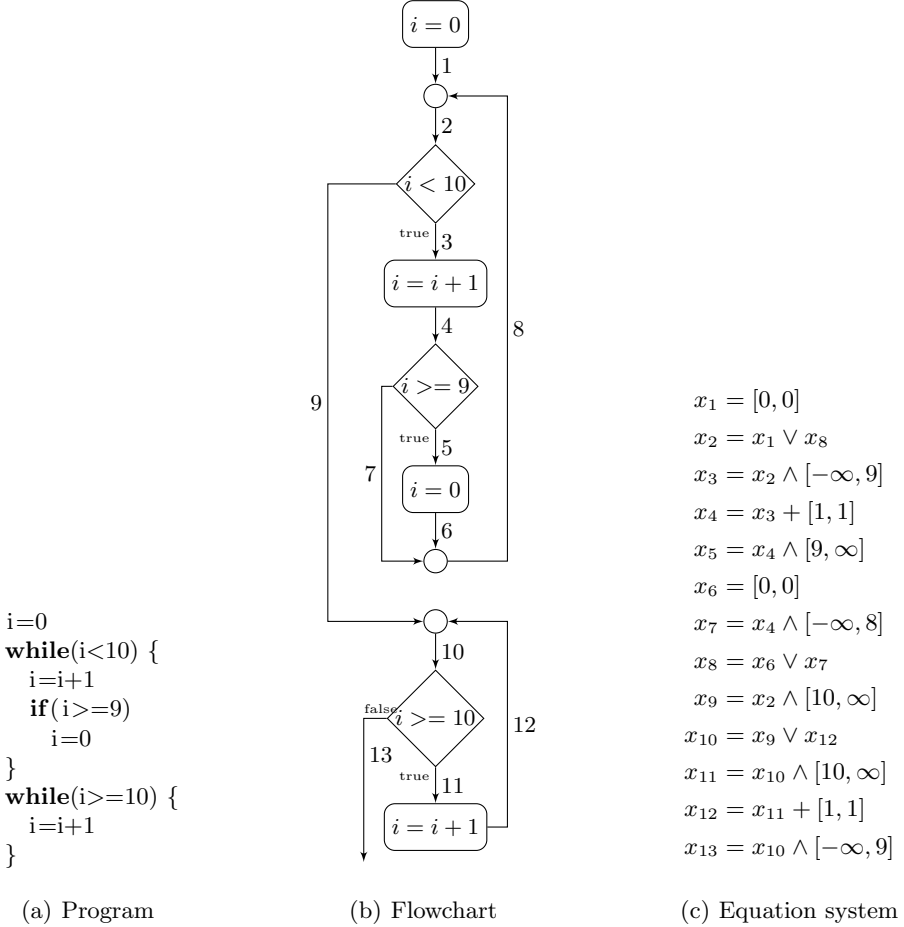 i = 0
1
2
i < 10
true
3
i = i + 1
4
8
i >= 9
9
true
5
7
i = 0
6
10
false
i >= 10
12
13
true
11
i = i + 1
i=0
while(i<10) {
i=i+1
if(i>=9)
i=0
}
while(i>=10) {
i=i+1
}
x₁ = [0, 0]
x₂ = x₁ ∨ x₈
x₃ = x₂ ∧ [−∞, 9]
x₄ = x₃ + [1, 1]
x₅ = x₄ ∧ [9, ∞]
x₆ = [0, 0]
x₇ = x₄ ∧ [−∞, 8]
x₈ = x₆ ∨ x₇
x₉ = x₂ ∧ [10, ∞]
x₁₀ = x₉ ∨ x₁₂
x₁₁ = x₁₀ ∧ [10, ∞]
x₁₂ = x₁₁ + [1, 1]
x₁₃ = x₁₀ ∧ [−∞, 9]
(a) Program
(b) Flowchart
(c) Equation system